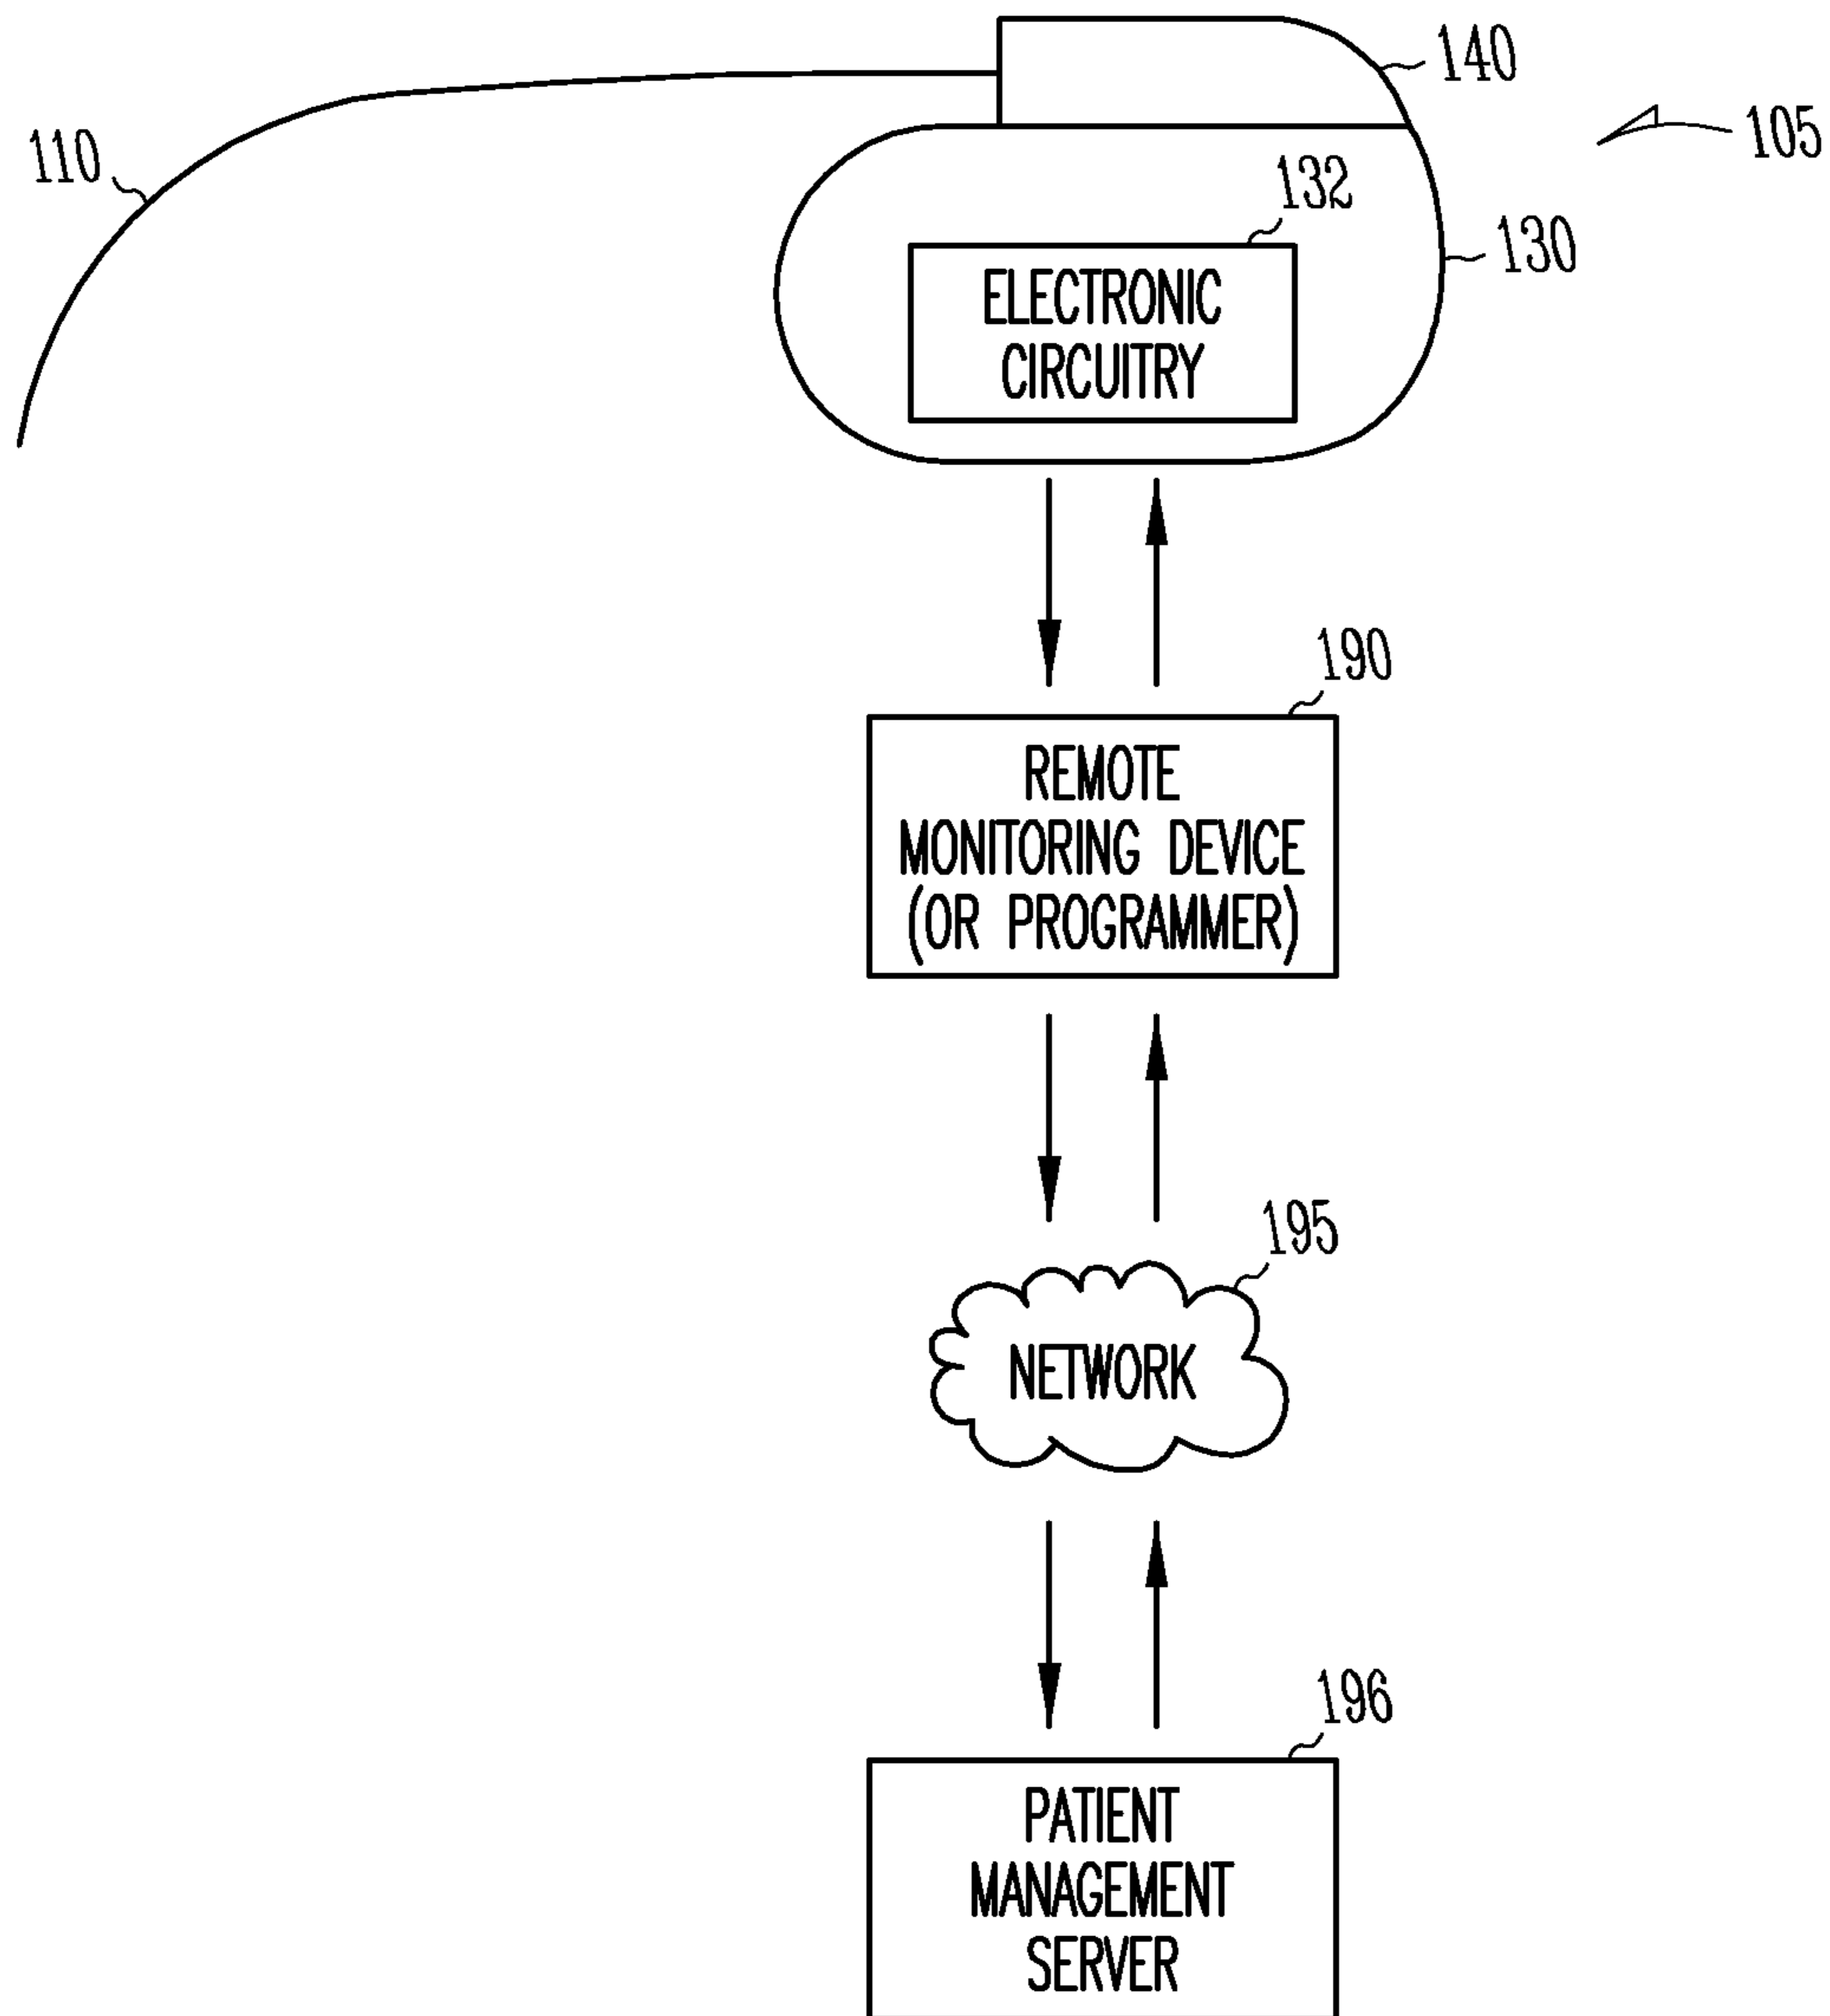 140
105
110
132
130
ELECTRONIC
CIRCUITRY
190
REMOTE
MONITORING DEVICE
(OR PROGRAMMER)
195
NETWORK
196
PATIENT
MANAGEMENT
SERVER